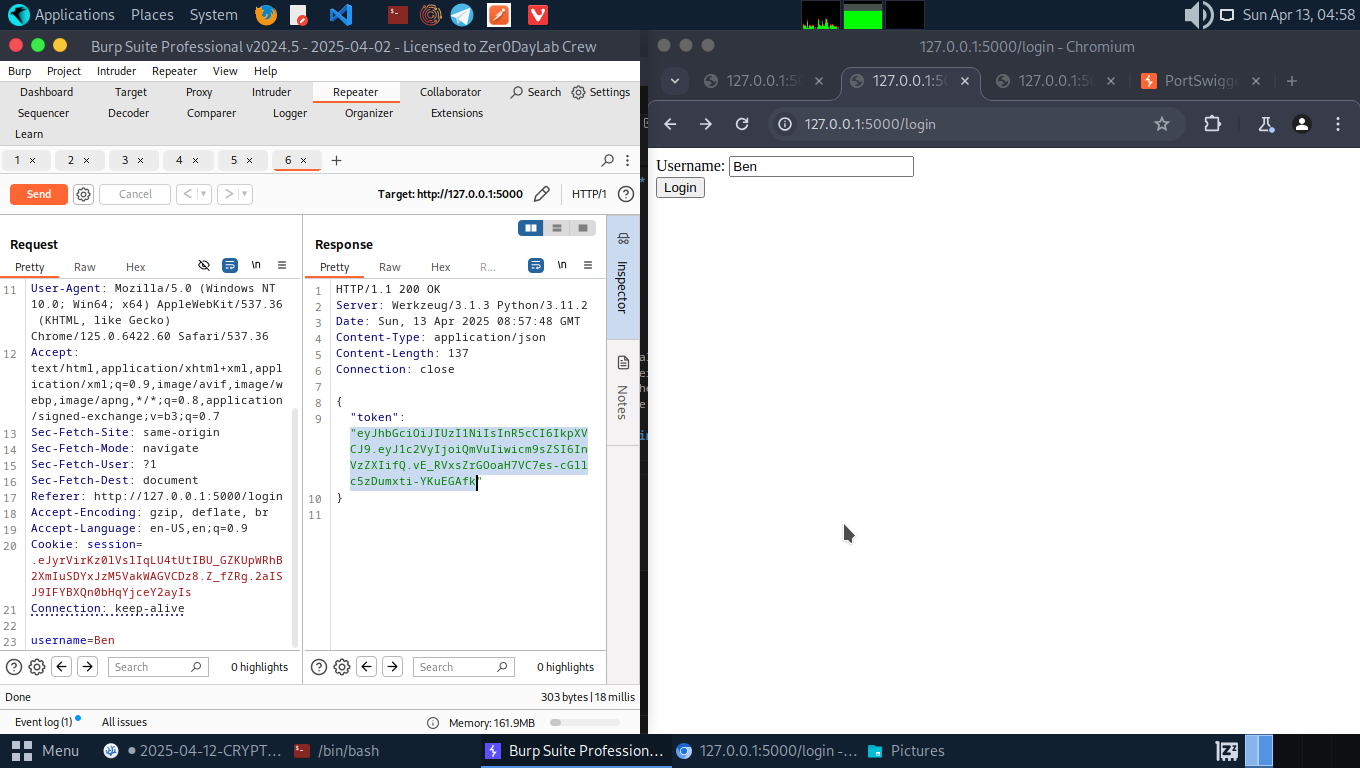 Applications Places System Sun Apr 13, 04:58
Burp Suite Professional v2024.5 - 2025-04-02 - Licensed to Zer0DayLab Crew
Burp Project Intruder Repeater View Help
Dashboard Target Proxy Intruder Repeater Collaborator Search Settings
Sequencer Decoder Comparer Logger Organizer Extensions
Learn
1 × 2 × 3 × 4 × 5 × 6 × +
Send Cancel < > Target: http://127.0.0.1:5000 HTTP/1 ?
Request
Pretty Raw Hex \n
11 User-Agent: Mozilla/5.0 (Windows NT
10.0; Win64; x64) AppleWebKit/537.36
(KHTML, like Gecko)
Chrome/125.0.6422.60 Safari/537.36
12 Accept:
text/html,application/xhtml+xml,appl
ication/xml;q=0.9,image/avif,image/w
ebp,image/apng,*/*;q=0.8,application
/signed-exchange;v=b3;q=0.7
13 Sec-Fetch-Site: same-origin
14 Sec-Fetch-Mode: navigate
15 Sec-Fetch-User: ?1
16 Sec-Fetch-Dest: document
17 Referer: http://127.0.0.1:5000/login
18 Accept-Encoding: gzip, deflate, br
19 Accept-Language: en-US,en;q=0.9
20 Cookie: session=
.eJyrVirKz0lVslIqLU4tUtIBU_GZKUpWRhB
2XmIuSDYxJzM5VakWAGVCDz8.Z_fZRg.2aIS
J9IFYBXQn0bHqYjceY2ayIs
21 Connection: keep-alive
22
23 username=Ben
Search 0 highlights
Response
Pretty Raw Hex R... \n
1 HTTP/1.1 200 OK
2 Server: Werkzeug/3.1.3 Python/3.11.2
3 Date: Sun, 13 Apr 2025 08:57:48 GMT
4 Content-Type: application/json
5 Content-Length: 137
6 Connection: close
7
8 {
9 "token":
"eyJhbGciOiJIUzI1NiIsInR5cCI6IkpXV
CJ9.eyJ1c2VyIjoiQmVuIiwicm9sZSI6In
VzZXIifQ.vE_RVxsZrGOoaH7VC7es-cGll
c5zDumxti-YKuEGAfk"
10 }
11
Search 0 highlights
Inspector
Notes
Done 303 bytes | 18 millis
Event log (1) All issues Memory: 161.9MB
127.0.0.1:5000/login - Chromium
127.0.0.1:5 × 127.0.0.1:50 × 127.0.0.1:5 × PortSwigg × +
127.0.0.1:5000/login
Username: Ben
Login
Menu 2025-04-12-CRYPT... /bin/bash Burp Suite Profession... 127.0.0.1:5000/login -... Pictures